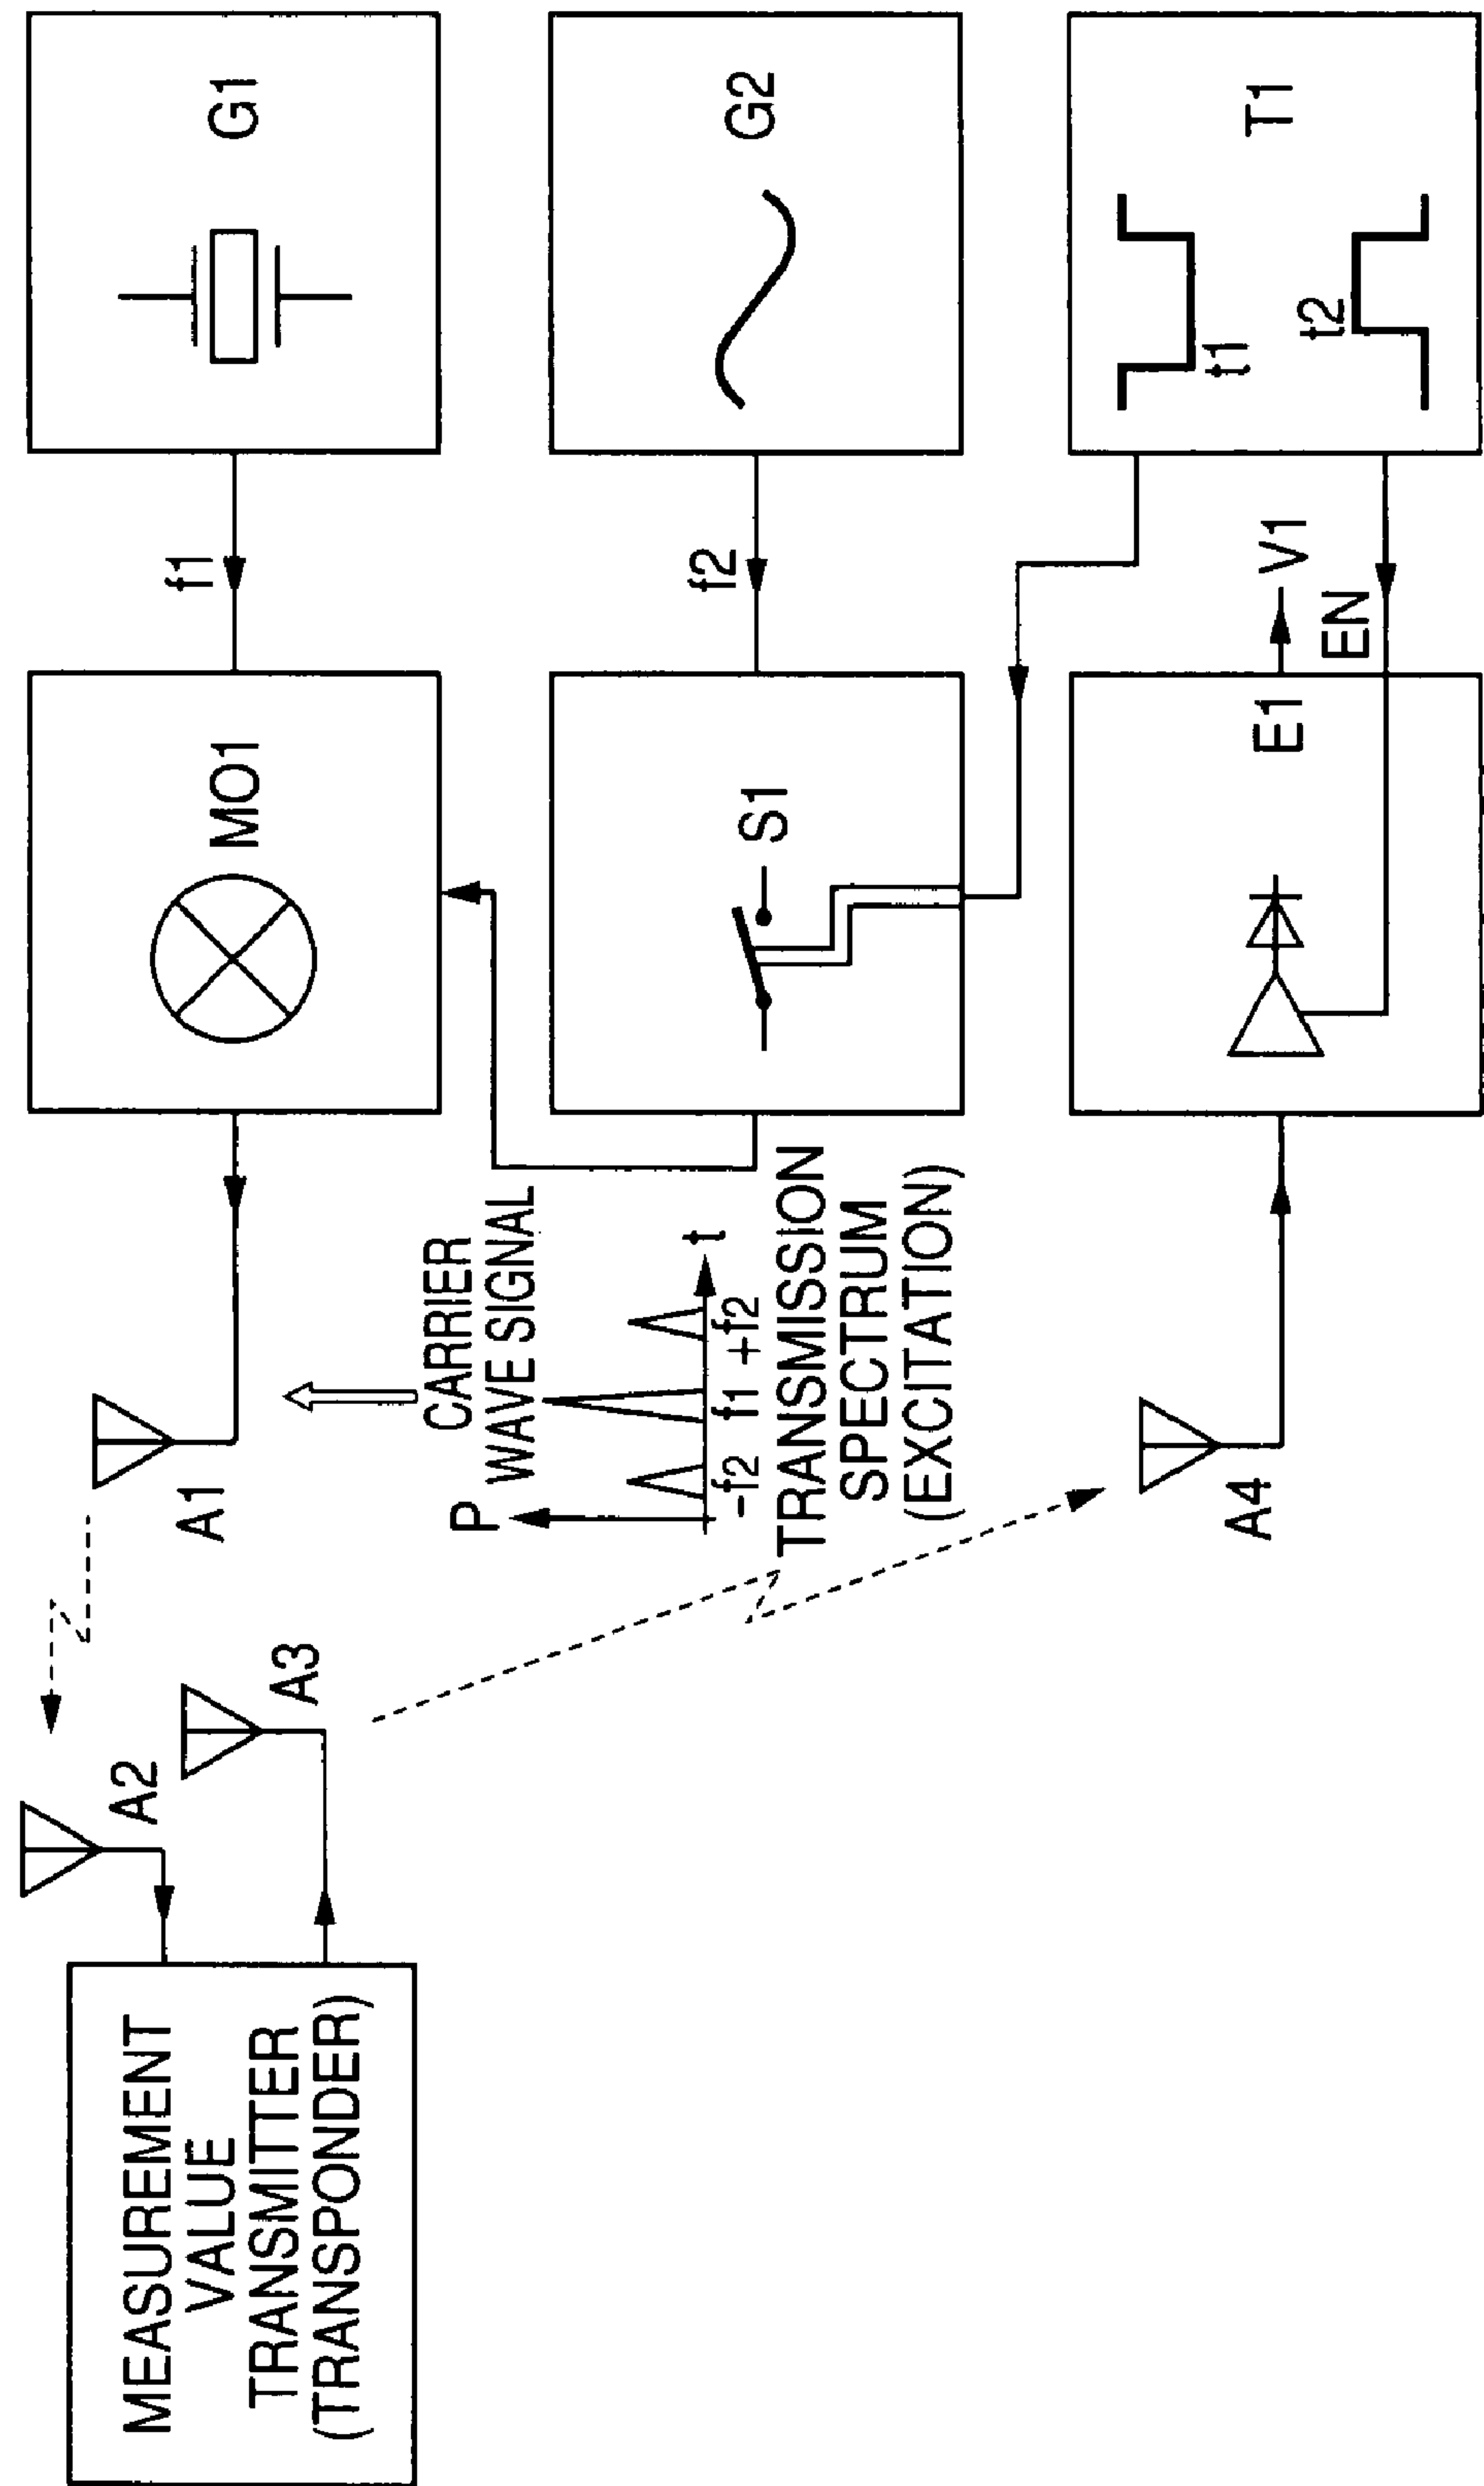 MEASUREMENT
VALUE
TRANSMITTER
(TRANSPONDER)
A2
A3
A1
MO1
f1
G1
CARRIER
WAVE SIGNAL
P
t
-f2 f1 +f2
TRANSMISSION
SPECTRUM
(EXCITATION)
S1
f2
G2
A4
E1
V1
EN
t1
t2
T1